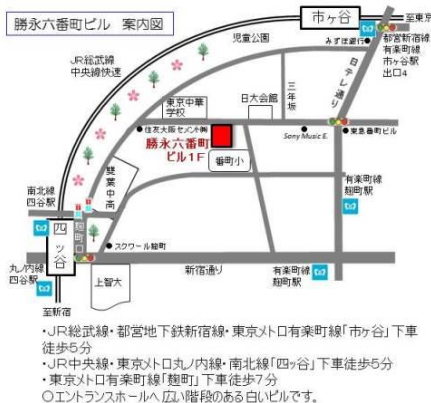 勝永六番町ビル 案内図
市ヶ谷
至東京
児童公園
みずほ銀行
都営新宿線
有楽町線
市ヶ谷駅
出口4
JR総武線
中央線快速
日テレ通り
三年坂
東京中華
学校
日大会館
住友大阪セメント㈱
Sony Music E.
東急番町ビル
勝永六番町
ビル1F
番町小
雙葉中高
有楽町線
麹町駅
南北線
四谷駅
麹町口
四ッ谷
スクワール麹町
丸ノ内線
四谷駅
新宿通り
上智大
有楽町線
麹町駅
至新宿
・JR総武線・都営地下鉄新宿線・東京メトロ有楽町線「市ヶ谷」下車
徒歩5分
・JR中央線・東京メトロ丸ノ内線・南北線「四ッ谷」下車徒歩5分
・東京メトロ有楽町線「麹町」下車徒歩7分
○エントランスホールへ広い階段のある白いビルです。